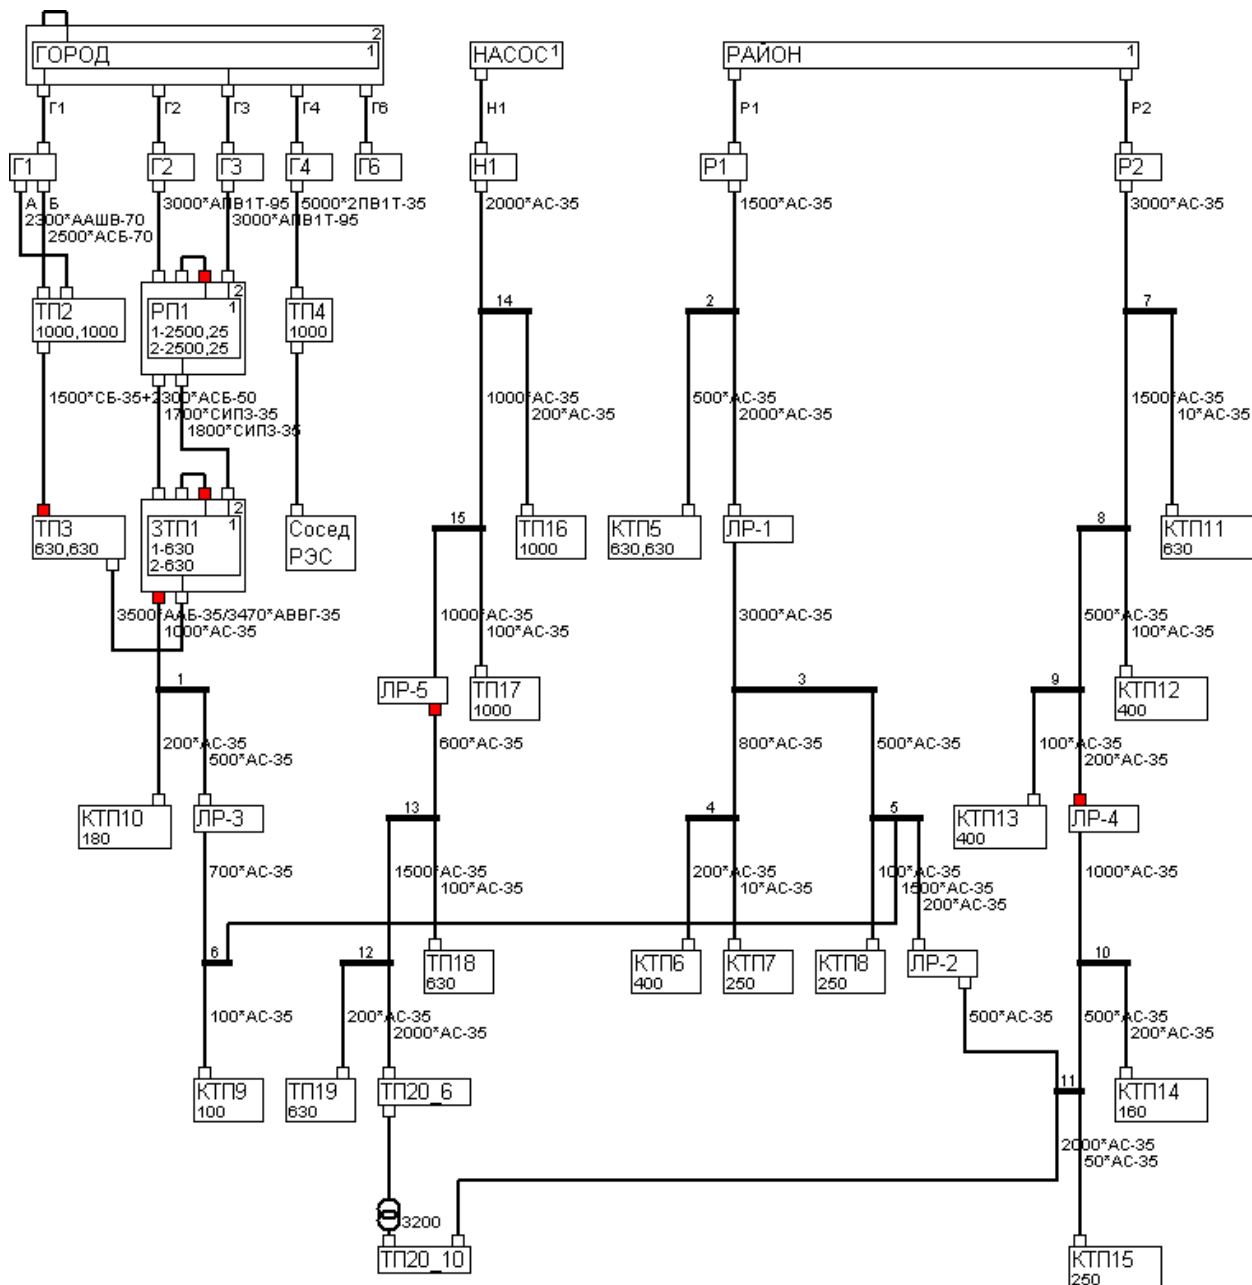 2
ГОРОД 1
НАСОС 1
РАЙОН 1
Г1
Г2
Г3
Г4
Г6
Н1
Р1
Р2
Г1
Г2
Г3
Г4
Г6
Н1
Р1
Р2
А Б
2300*ААШВ-70
2500*АСБ-70
3000*АПВ1Т-95
3000*АПВ1Т-95
5000*2ПВ1Т-35
2000*АС-35
1500*АС-35
3000*АС-35
ТП2
1000,1000
2
РП1 1
1-2500,25
2-2500,25
ТП4
1000
14
2
7
1500*СБ-35+2300*АСБ-50
1700*СИП3-35
1800*СИП3-35
1000*АС-35
200*АС-35
500*АС-35
2000*АС-35
1500*АС-35
10*АС-35
ТП3
630,630
2
ЗТП1 1
1-630
2-630
Сосед
РЭС
15
ТП16
1000
КТП5
630,630
ЛР-1
8
КТП11
630
3500*ААБ-35/3470*АВВГ-35
1000*АС-35
1000*АС-35
100*АС-35
3000*АС-35
500*АС-35
100*АС-35
1
ЛР-5
ТП17
1000
3
9
КТП12
400
200*АС-35
500*АС-35
600*АС-35
800*АС-35
500*АС-35
100*АС-35
200*АС-35
КТП10
180
ЛР-3
13
4
5
КТП13
400
ЛР-4
700*АС-35
1500*АС-35
100*АС-35
200*АС-35
10*АС-35
100*АС-35
1500*АС-35
200*АС-35
1000*АС-35
6
12
ТП18
630
КТП6
400
КТП7
250
КТП8
250
ЛР-2
10
100*АС-35
200*АС-35
2000*АС-35
500*АС-35
500*АС-35
200*АС-35
КТП9
100
ТП19
630
ТП20_6
11
КТП14
160
2000*АС-35
50*АС-35
3200
ТП20_10
КТП15
250